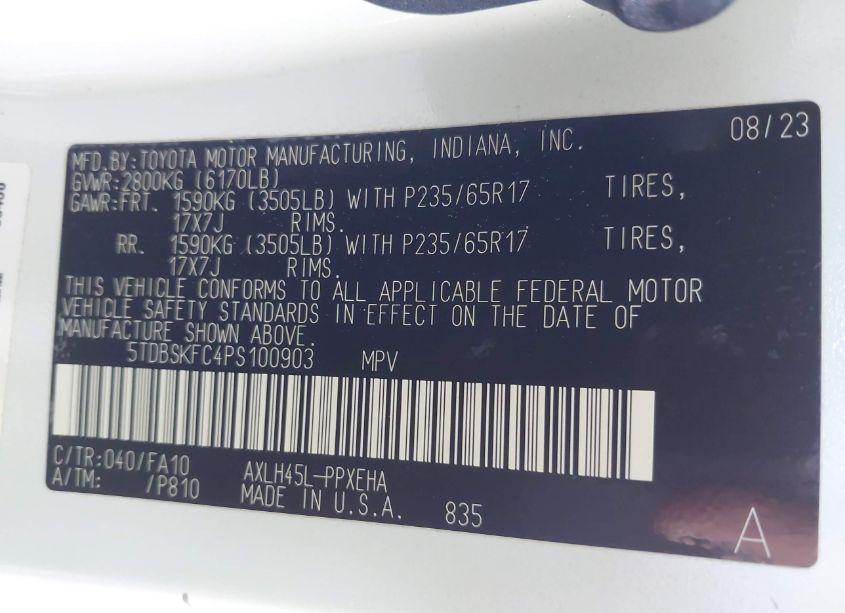 08/23
MFD.BY:TOYOTA MOTOR MANUFACTURING, INDIANA, INC.
GVWR:2800KG (6170LB)
GAWR:FRT. 1590KG (3505LB) WITH P235/65R17 TIRES,
17X7J RIMS.
RR. 1590KG (3505LB) WITH P235/65R17 TIRES,
17X7J RIMS.
THIS VEHICLE CONFORMS TO ALL APPLICABLE FEDERAL MOTOR
VEHICLE SAFETY STANDARDS IN EFFECT ON THE DATE OF
MANUFACTURE SHOWN ABOVE.
5TDBSKFC4PS100903 MPV
C/TR:040/FA10 AXLH45L-PPXEHA
A/TM: /P810 MADE IN U.S.A. 835
A